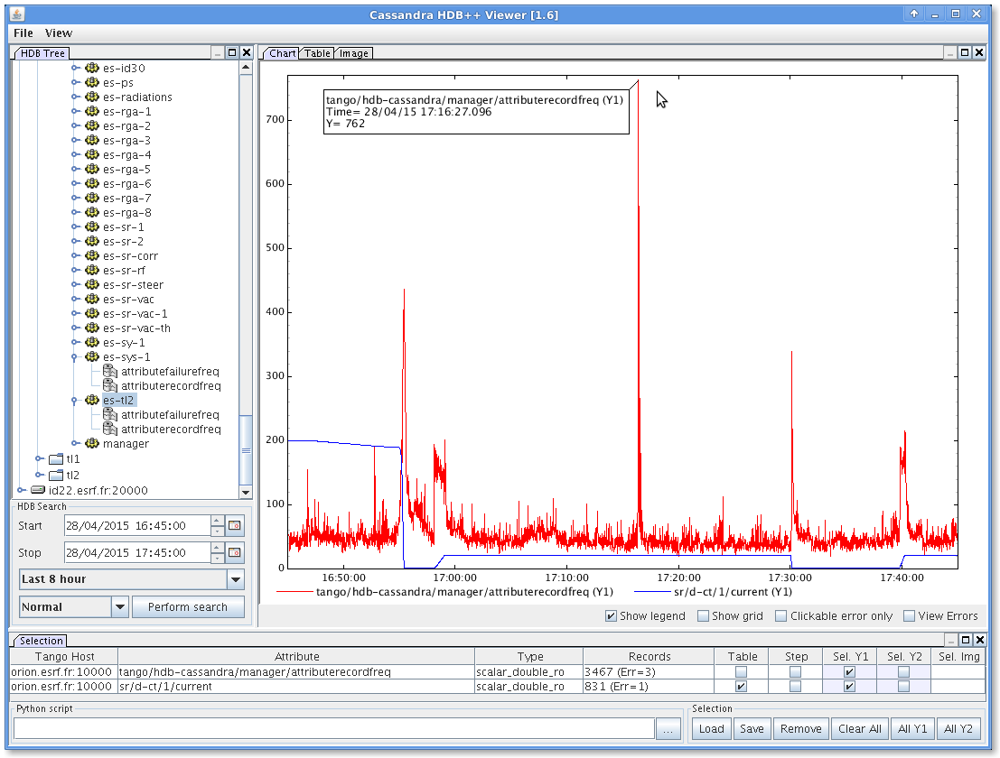 Cassandra HDB++ Viewer [1.6]
File View
HDB Tree
es-id30
es-ps
es-radiations
es-rga-1
es-rga-2
es-rga-3
es-rga-4
es-rga-5
es-rga-6
es-rga-7
es-rga-8
es-sr-1
es-sr-2
es-sr-corr
es-sr-rf
es-sr-steer
es-sr-vac
es-sr-vac-1
es-sr-vac-th
es-sy-1
es-sys-1
attributefailurefreq
attributerecordfreq
es-tl2
attributefailurefreq
attributerecordfreq
manager
tl1
tl2
id22.esrf.fr:20000
HDB Search
Start 28/04/2015 16:45:00
Stop 28/04/2015 17:45:00
Last 8 hour
Normal Perform search
Chart Table Image
tango/hdb-cassandra/manager/attributerecordfreq (Y1)
Time= 28/04/15 17:16:27.096
Y= 762
700
600
500
400
300
200
100
0
16:50:00 17:00:00 17:10:00 17:20:00 17:30:00 17:40:00
tango/hdb-cassandra/manager/attributerecordfreq (Y1) sr/d-ct/1/current (Y1)
Show legend Show grid Clickable error only View Errors
Selection
Tango Host Attribute Type Records Table Step Sel. Y1 Sel. Y2 Sel. Img
orion.esrf.fr:10000 tango/hdb-cassandra/manager/attributerecordfreq scalar_double_ro 3467 (Err=3)
orion.esrf.fr:10000 sr/d-ct/1/current scalar_double_ro 831 (Err=1)
Python script
...
Selection
Load Save Remove Clear All All Y1 All Y2